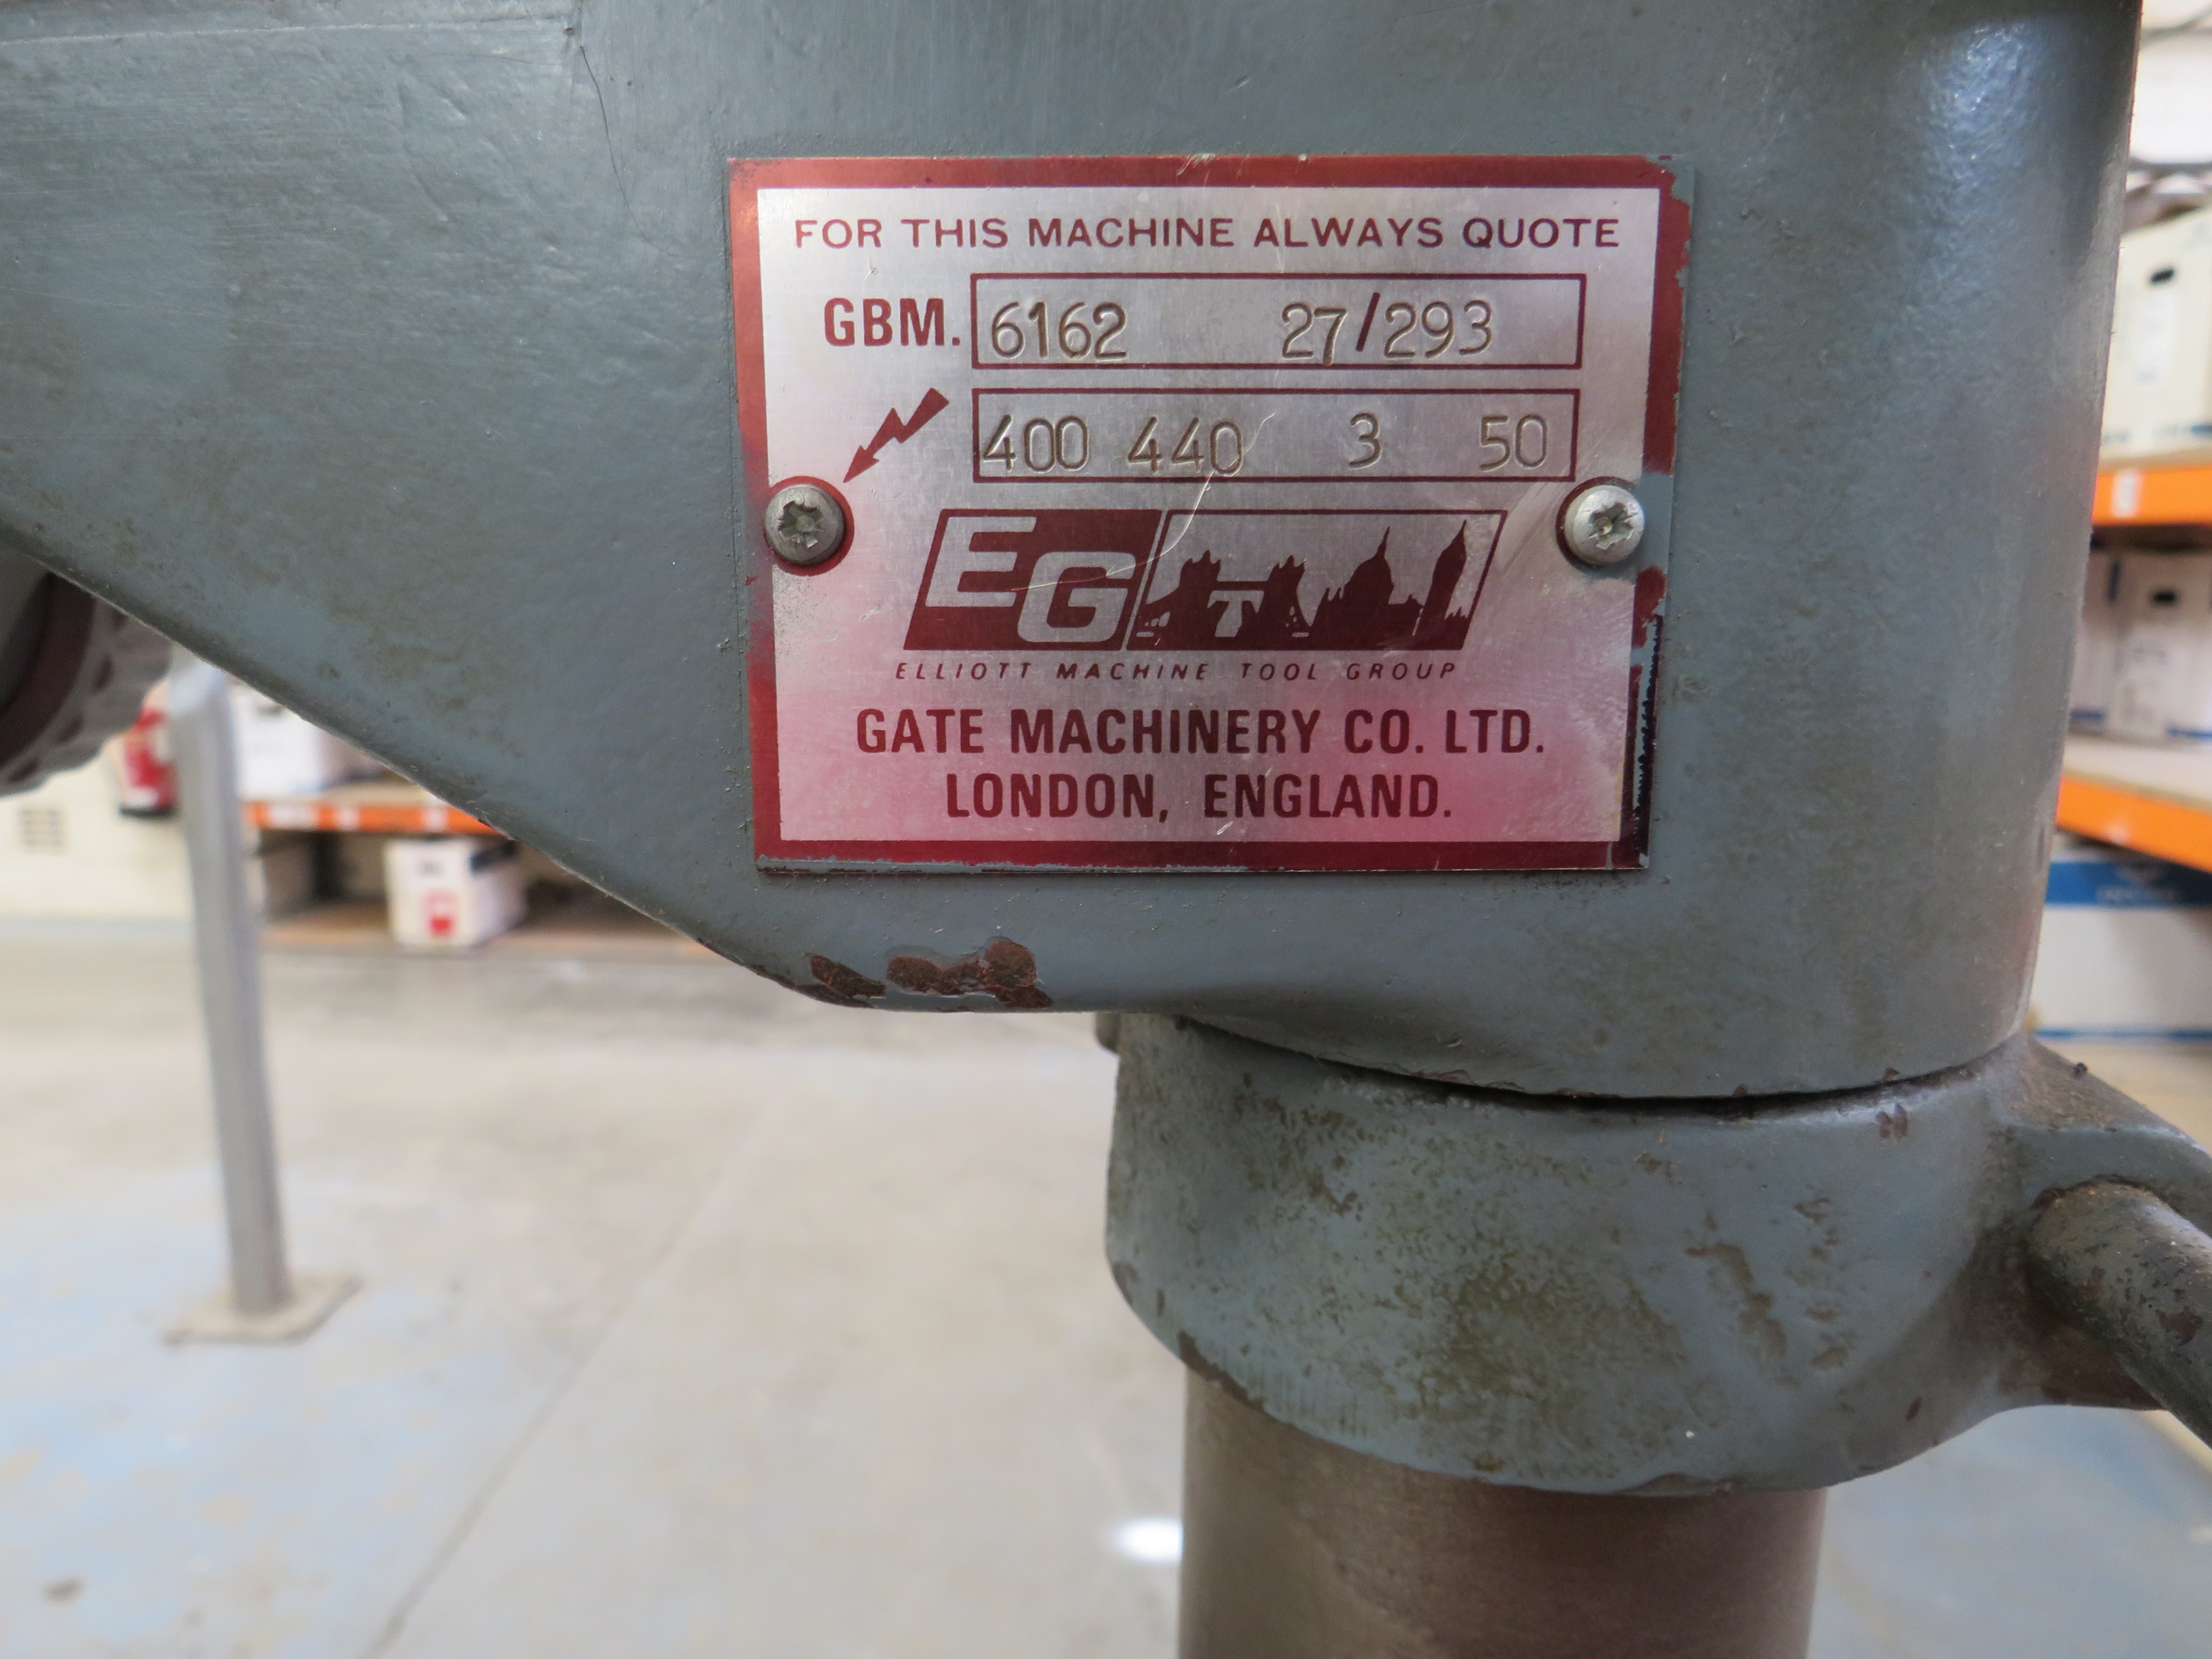 FOR THIS MACHINE ALWAYS QUOTE
GBM. 6162 27/293
400 440 3 50
EG T
ELLIOTT MACHINE TOOL GROUP
GATE MACHINERY CO. LTD.
LONDON, ENGLAND.